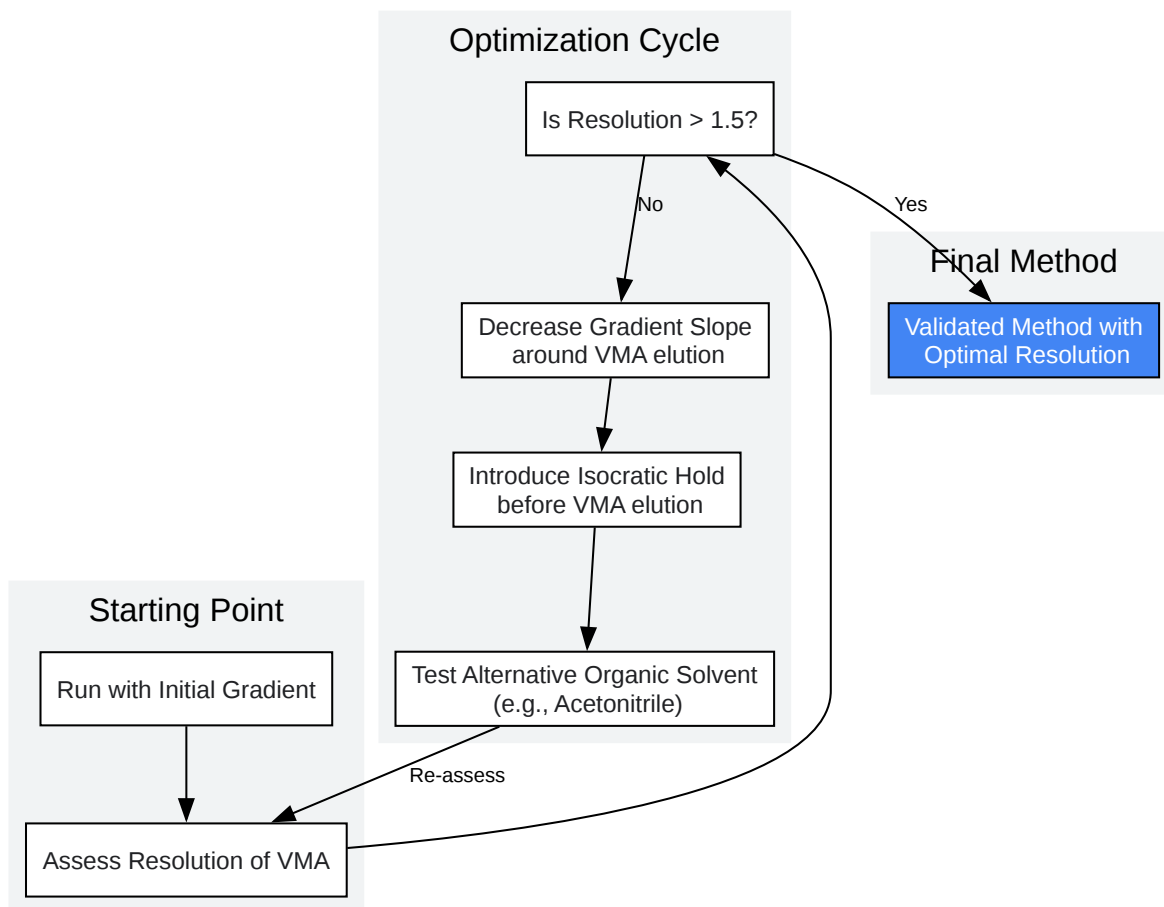 Optimization Cycle
Is Resolution > 1.5?
No
Yes
Final Method
Validated Method with
Optimal Resolution
Decrease Gradient Slope
around VMA elution
Introduce Isocratic Hold
before VMA elution
Starting Point
Run with Initial Gradient
Test Alternative Organic Solvent
(e.g., Acetonitrile)
Re-assess
Assess Resolution of VMA